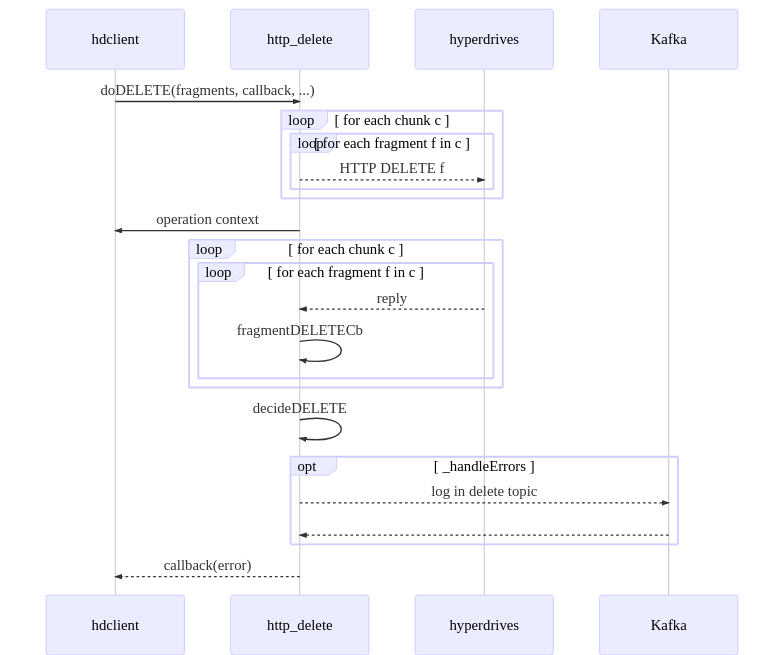 hdclient http_delete hyperdrives Kafka
doDELETE(fragments, callback, ...)
loop [ for each chunk c ]
loop [ for each fragment f in c ]
HTTP DELETE f
operation context
loop [ for each chunk c ]
loop [ for each fragment f in c ]
reply
fragmentDELETECb
decideDELETE
opt [ _handleErrors ]
log in delete topic
callback(error)
hdclient http_delete hyperdrives Kafka